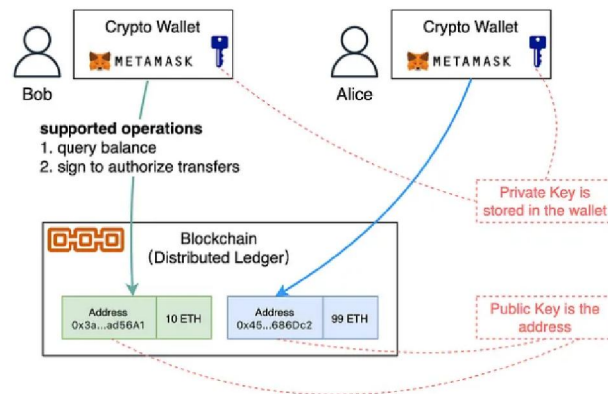 Crypto Wallet
METAMASK
Bob
Crypto Wallet
METAMASK
Alice
supported operations
1. query balance
2. sign to authorize transfers
Private Key is
stored in the wallet
Blockchain
(Distributed Ledger)
Address
0x3a...ad56A1
10 ETH
Address
0x45...686Dc2
99 ETH
Public Key is the
address